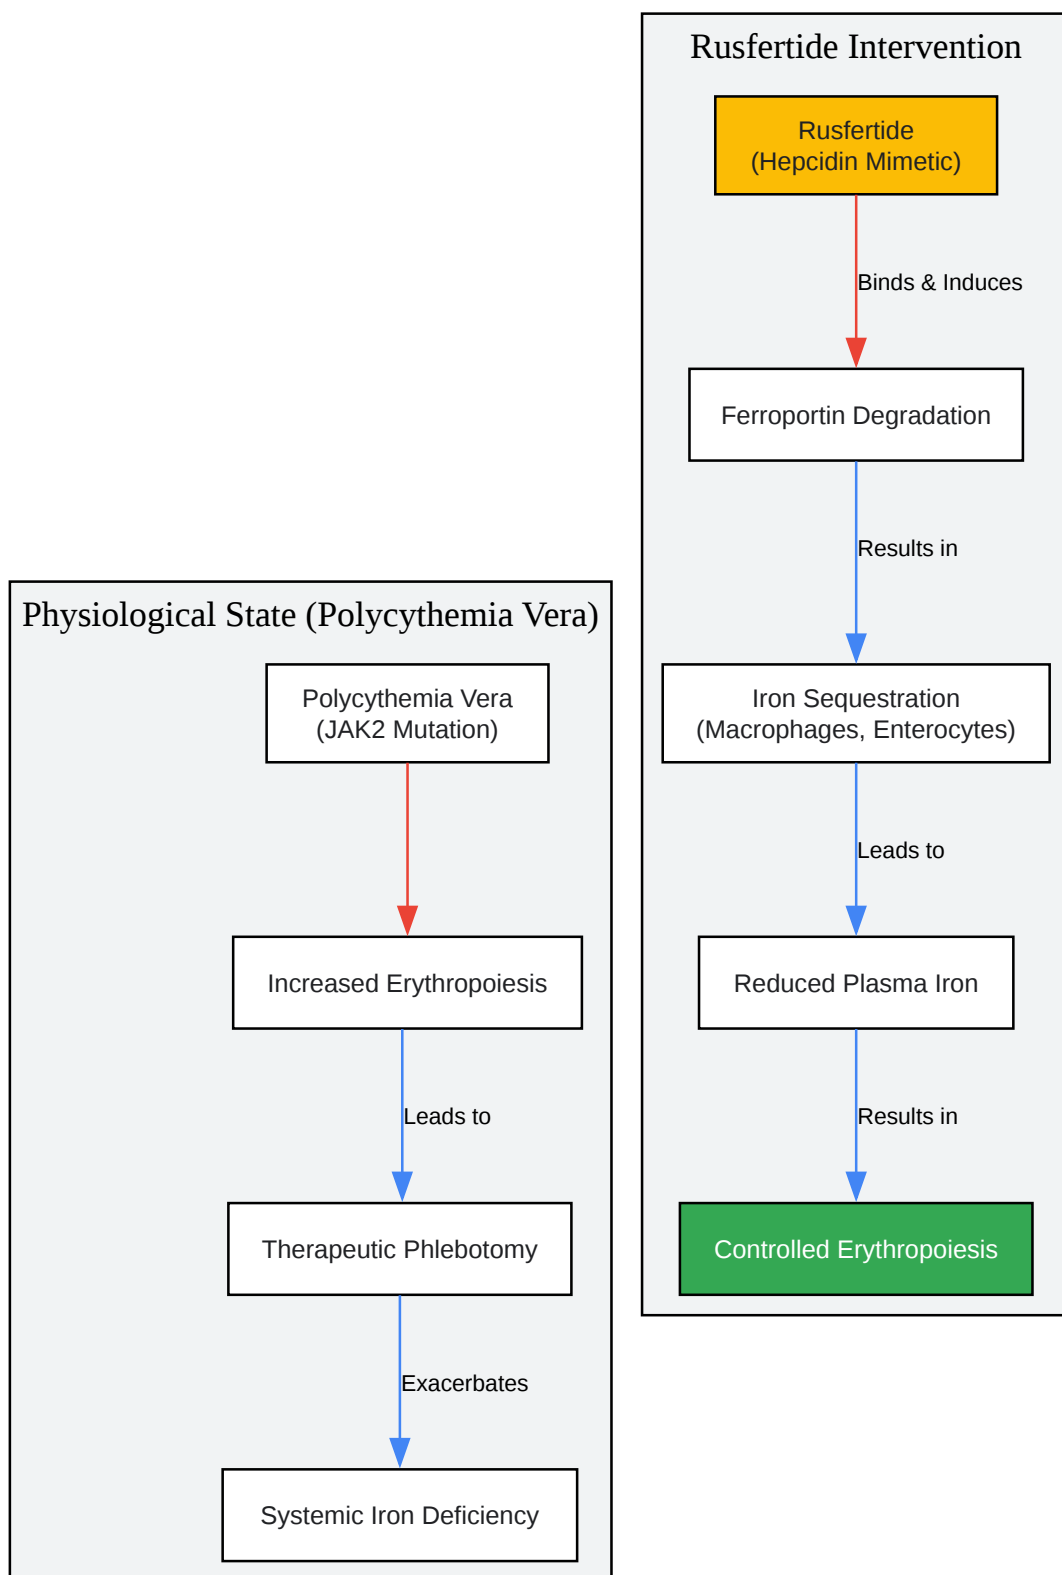 Rusfertide Intervention
Rusfertide
(Hepcidin Mimetic)
Binds & Induces
Ferroportin Degradation
Results in
Iron Sequestration
(Macrophages, Enterocytes)
Leads to
Reduced Plasma Iron
Results in
Controlled Erythropoiesis
Physiological State (Polycythemia Vera)
Polycythemia Vera
(JAK2 Mutation)
Increased Erythropoiesis
Leads to
Therapeutic Phlebotomy
Exacerbates
Systemic Iron Deficiency